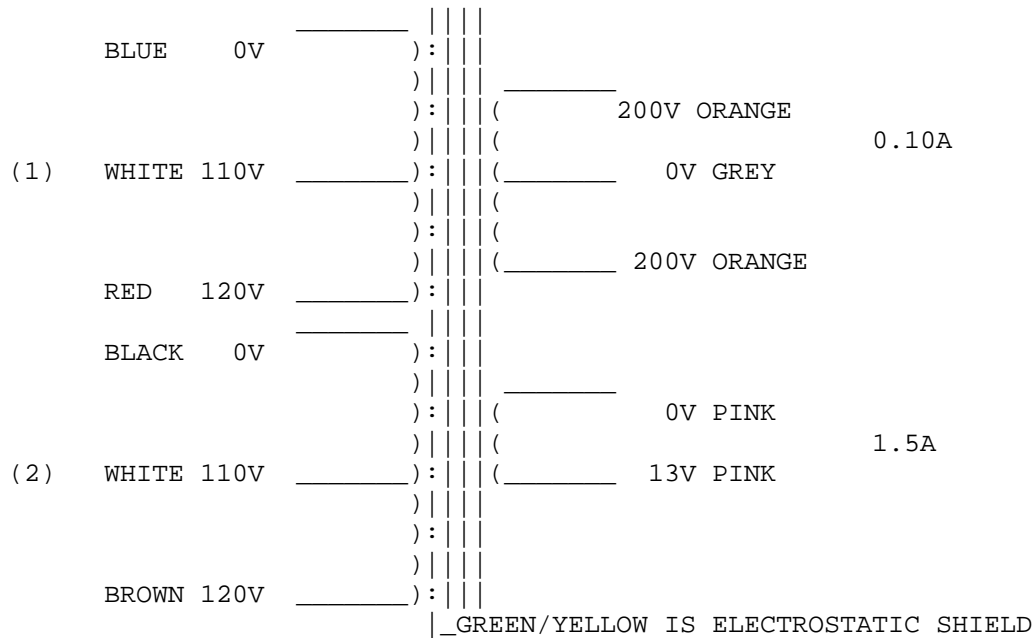 BLUE 0V
200V ORANGE
0.10A
(1) WHITE 110V 0V GREY
200V ORANGE
RED 120V
BLACK 0V
0V PINK
1.5A
(2) WHITE 110V 13V PINK
BROWN 120V
GREEN/YELLOW IS ELECTROSTATIC SHIELD